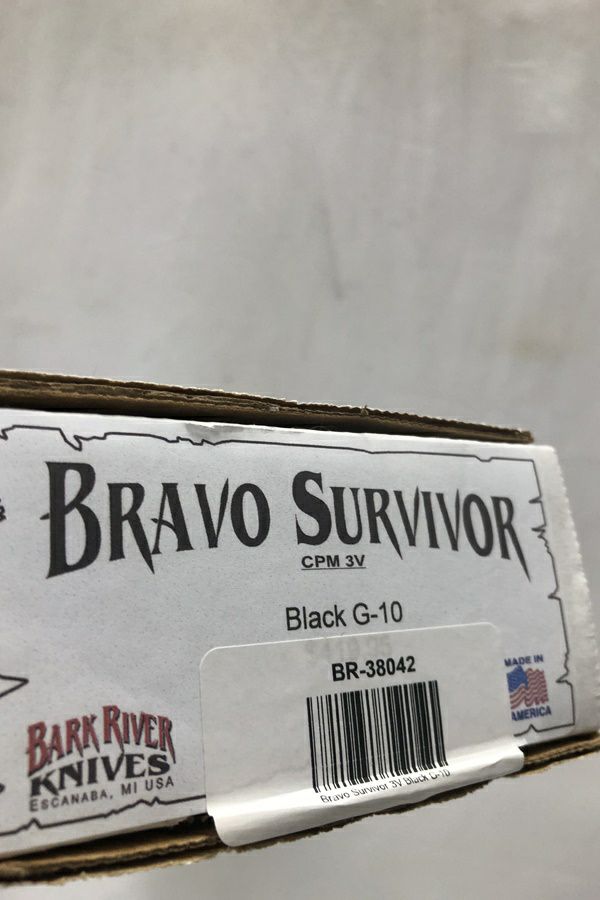 BRAVO SURVIVOR
CPM 3V
Black G-10
BR-38042
Bravo Survivor 3V Black G-10
MADE IN
AMERICA
BARK RIVER
KNIVES
ESCANABA, MI USA